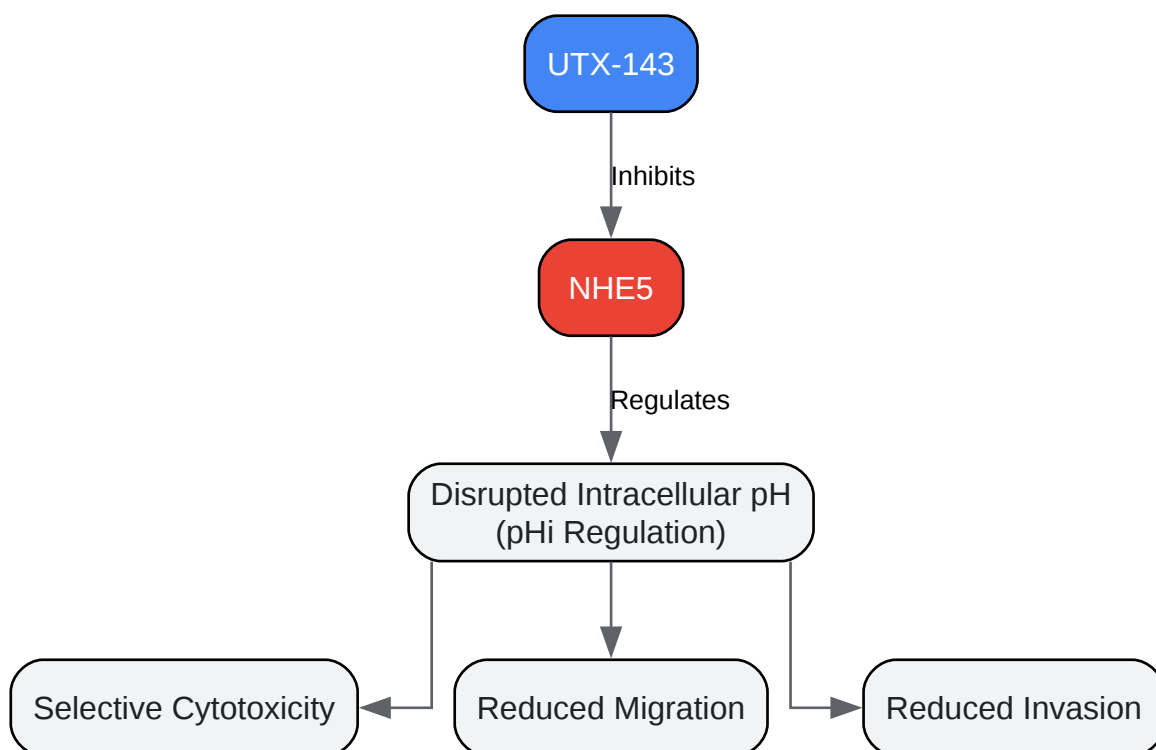 UTX-143
Inhibits
NHE5
Regulates
Disrupted Intracellular pH
(pHi Regulation)
Selective Cytotoxicity
Reduced Migration
Reduced Invasion